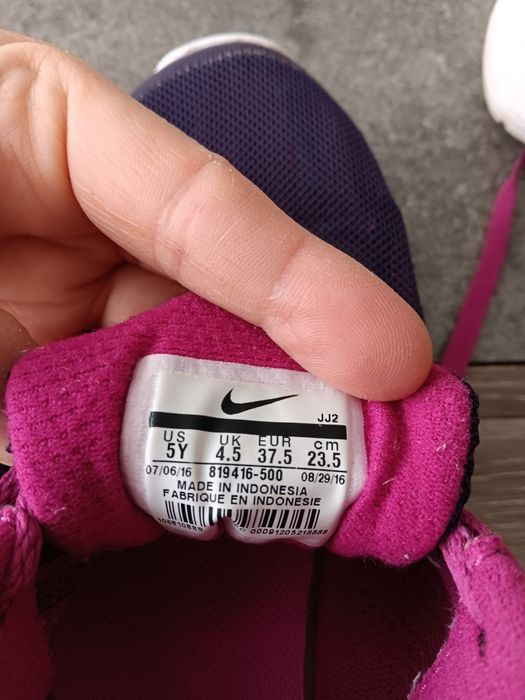 JJ2
US UK EUR cm
5Y 4.5 37.5 23.5
07/06/16 819416-500 08/29/16
MADE IN INDONESIA
FABRIQUE EN INDONESIE